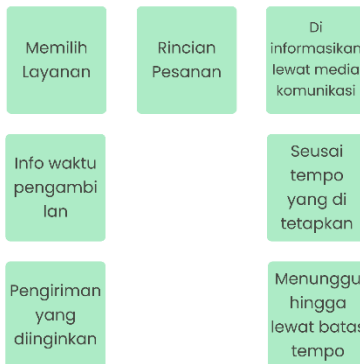 Memilih
Layanan
Rincian
Pesanan
Di
informasikan
lewat media
komunikasi
Info waktu
pengambi
lan
Seusai
tempo
yang di
tetapkan
Pengiriman
yang
diinginkan
Menunggu
hingga
lewat batas
tempo